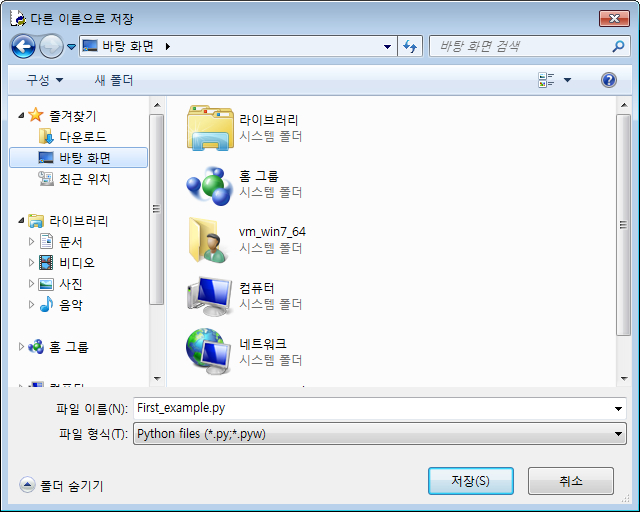 다른 이름으로 저장
바탕 화면
바탕 화면 검색
구성
새 폴더
즐겨찾기
다운로드
바탕 화면
최근 위치
라이브러리
문서
비디오
사진
음악
홈 그룹
컴퓨터
라이브러리
시스템 폴더
홈 그룹
시스템 폴더
vm_win7_64
시스템 폴더
컴퓨터
시스템 폴더
네트워크
시스템 폴더
파일 이름(N): First_example.py
파일 형식(T): Python files (*.py;*.pyw)
폴더 숨기기
저장(S)
취소